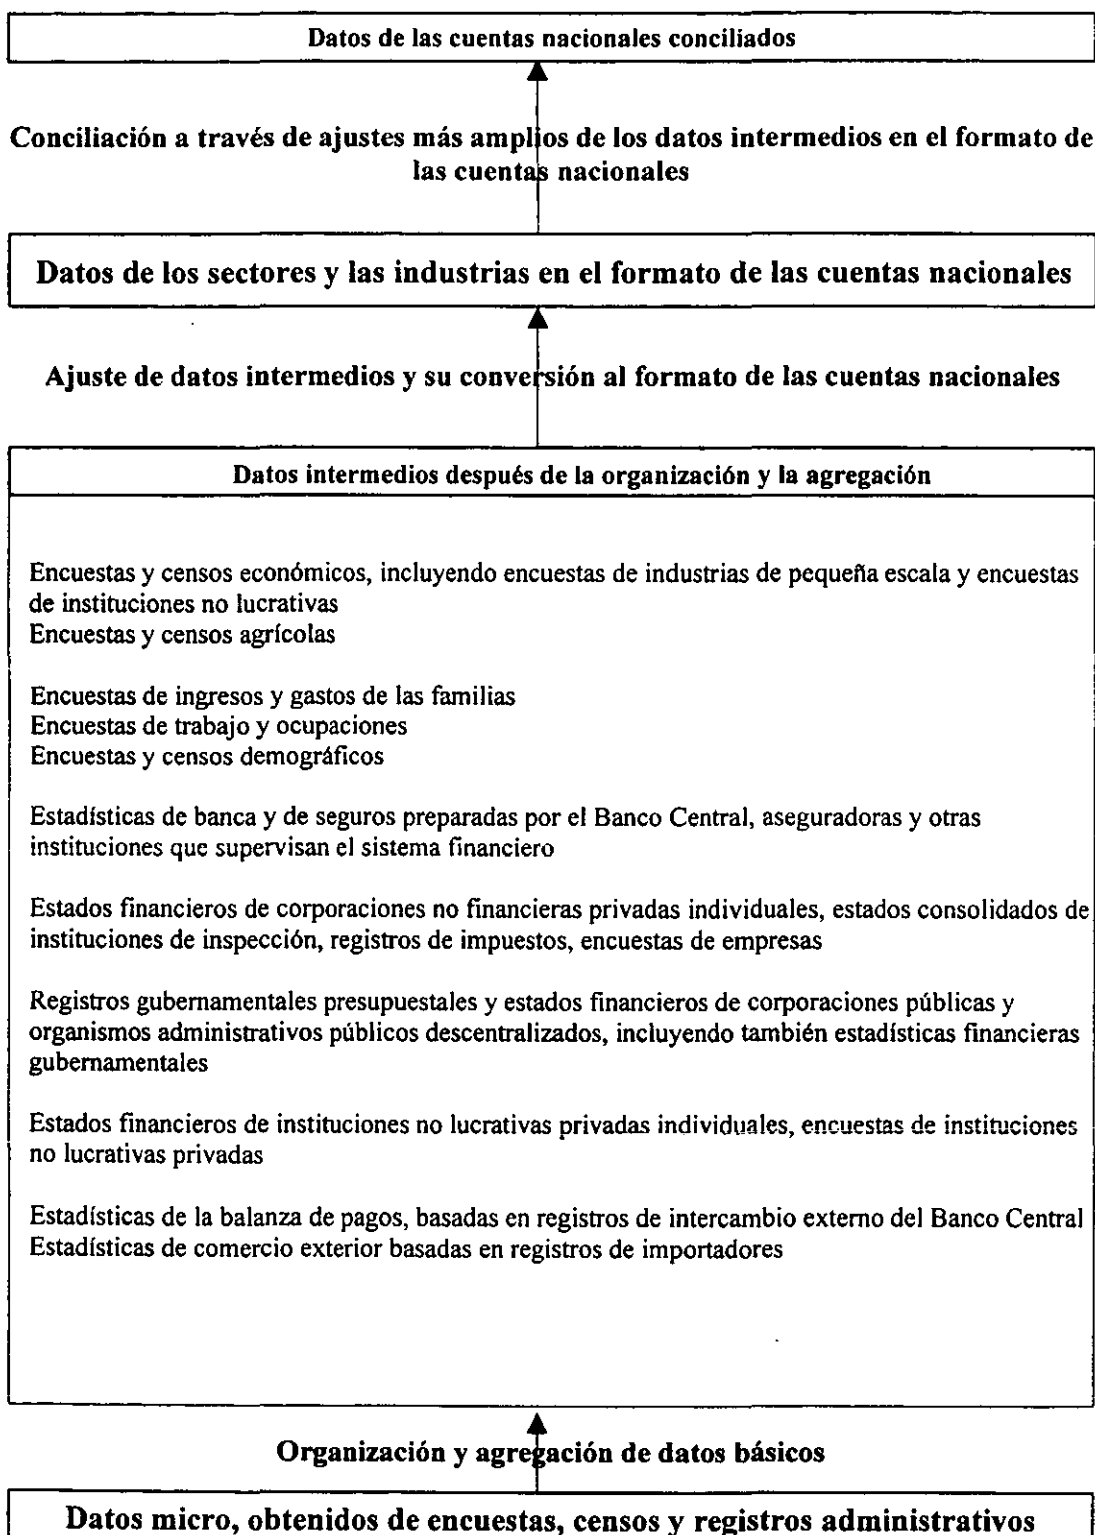 Datos de las cuentas nacionales conciliados
Conciliación a través de ajustes más amplios de los datos intermedios en el formato de
las cuentas nacionales
Datos de los sectores y las industrias en el formato de las cuentas nacionales
Ajuste de datos intermedios y su conversión al formato de las cuentas nacionales
Datos intermedios después de la organización y la agregación
Encuestas y censos económicos, incluyendo encuestas de industrias de pequeña escala y encuestas
de instituciones no lucrativas
Encuestas y censos agrícolas
Encuestas de ingresos y gastos de las familias
Encuestas de trabajo y ocupaciones
Encuestas y censos demográficos
Estadísticas de banca y de seguros preparadas por el Banco Central, aseguradoras y otras
instituciones que supervisan el sistema financiero
Estados financieros de corporaciones no financieras privadas individuales, estados consolidados de
instituciones de inspección, registros de impuestos, encuestas de empresas
Registros gubernamentales presupuestales y estados financieros de corporaciones públicas y
organismos administrativos públicos descentralizados, incluyendo también estadísticas financieras
gubernamentales
Estados financieros de instituciones no lucrativas privadas individuales, encuestas de instituciones
no lucrativas privadas
Estadísticas de la balanza de pagos, basadas en registros de intercambio externo del Banco Central
Estadísticas de comercio exterior basadas en registros de importadores
Organización y agregación de datos básicos
Datos micro, obtenidos de encuestas, censos y registros administrativos